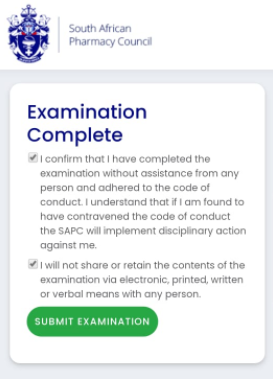 South African
Pharmacy Council
Examination
Complete
I confirm that I have completed the
examination without assistance from any
person and adhered to the code of
conduct. I understand that if I am found to
have contravened the code of conduct
the SAPC will implement disciplinary action
against me.
I will not share or retain the contents of the
examination via electronic, printed, written
or verbal means with any person.
SUBMIT EXAMINATION